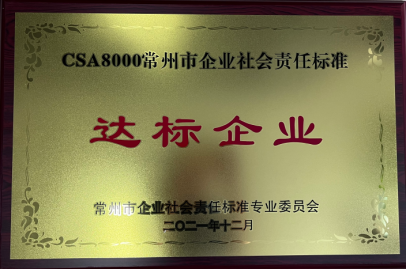 CSA8000常州市企业社会责任标准
达标企业
常州市企业社会责任标准专业委员会
二〇二一年十二月